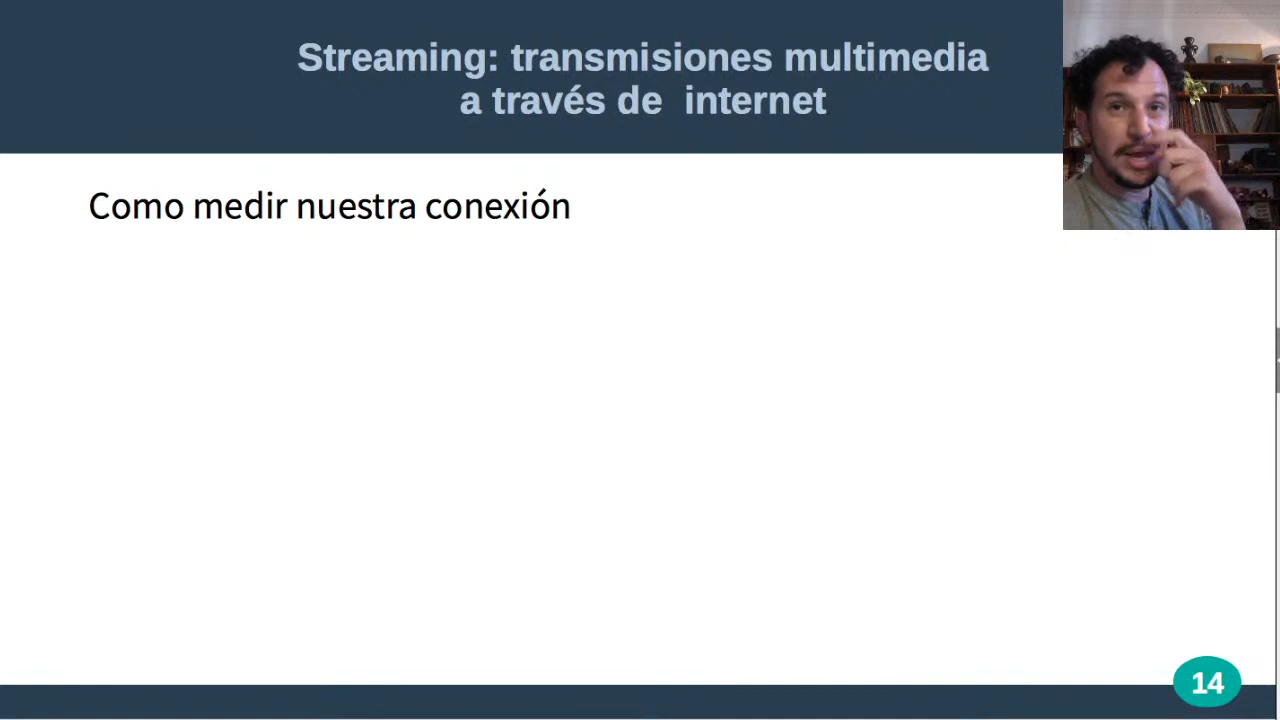 Streaming: transmisiones multimedia
a través de internet
Como medir nuestra conexión
14